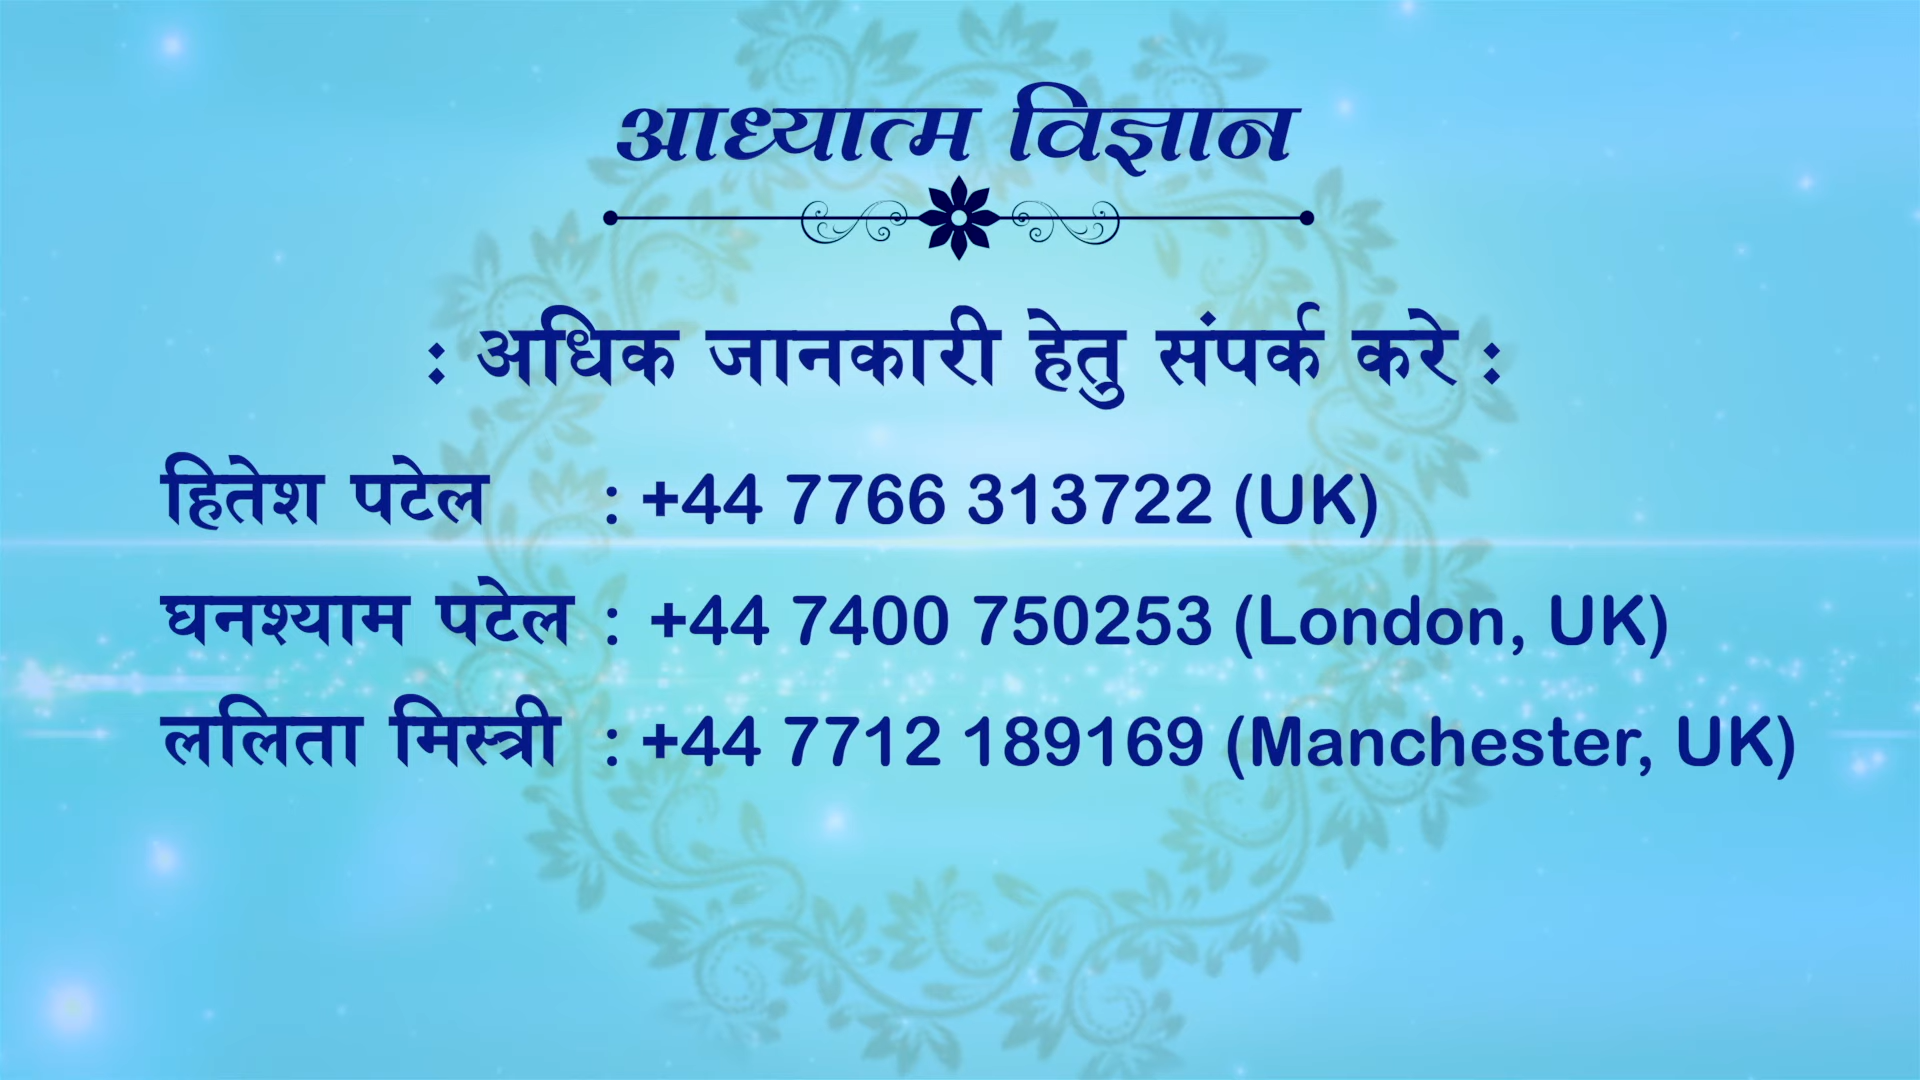 आध्यात्म विज्ञान
: अधिक जानकारी हेतु संपर्क करे :
हितेश पटेल : +44 7766 313722 (UK)
घनश्याम पटेल : +44 7400 750253 (London, UK)
ललिता मिस्त्री : +44 7712 189169 (Manchester, UK)